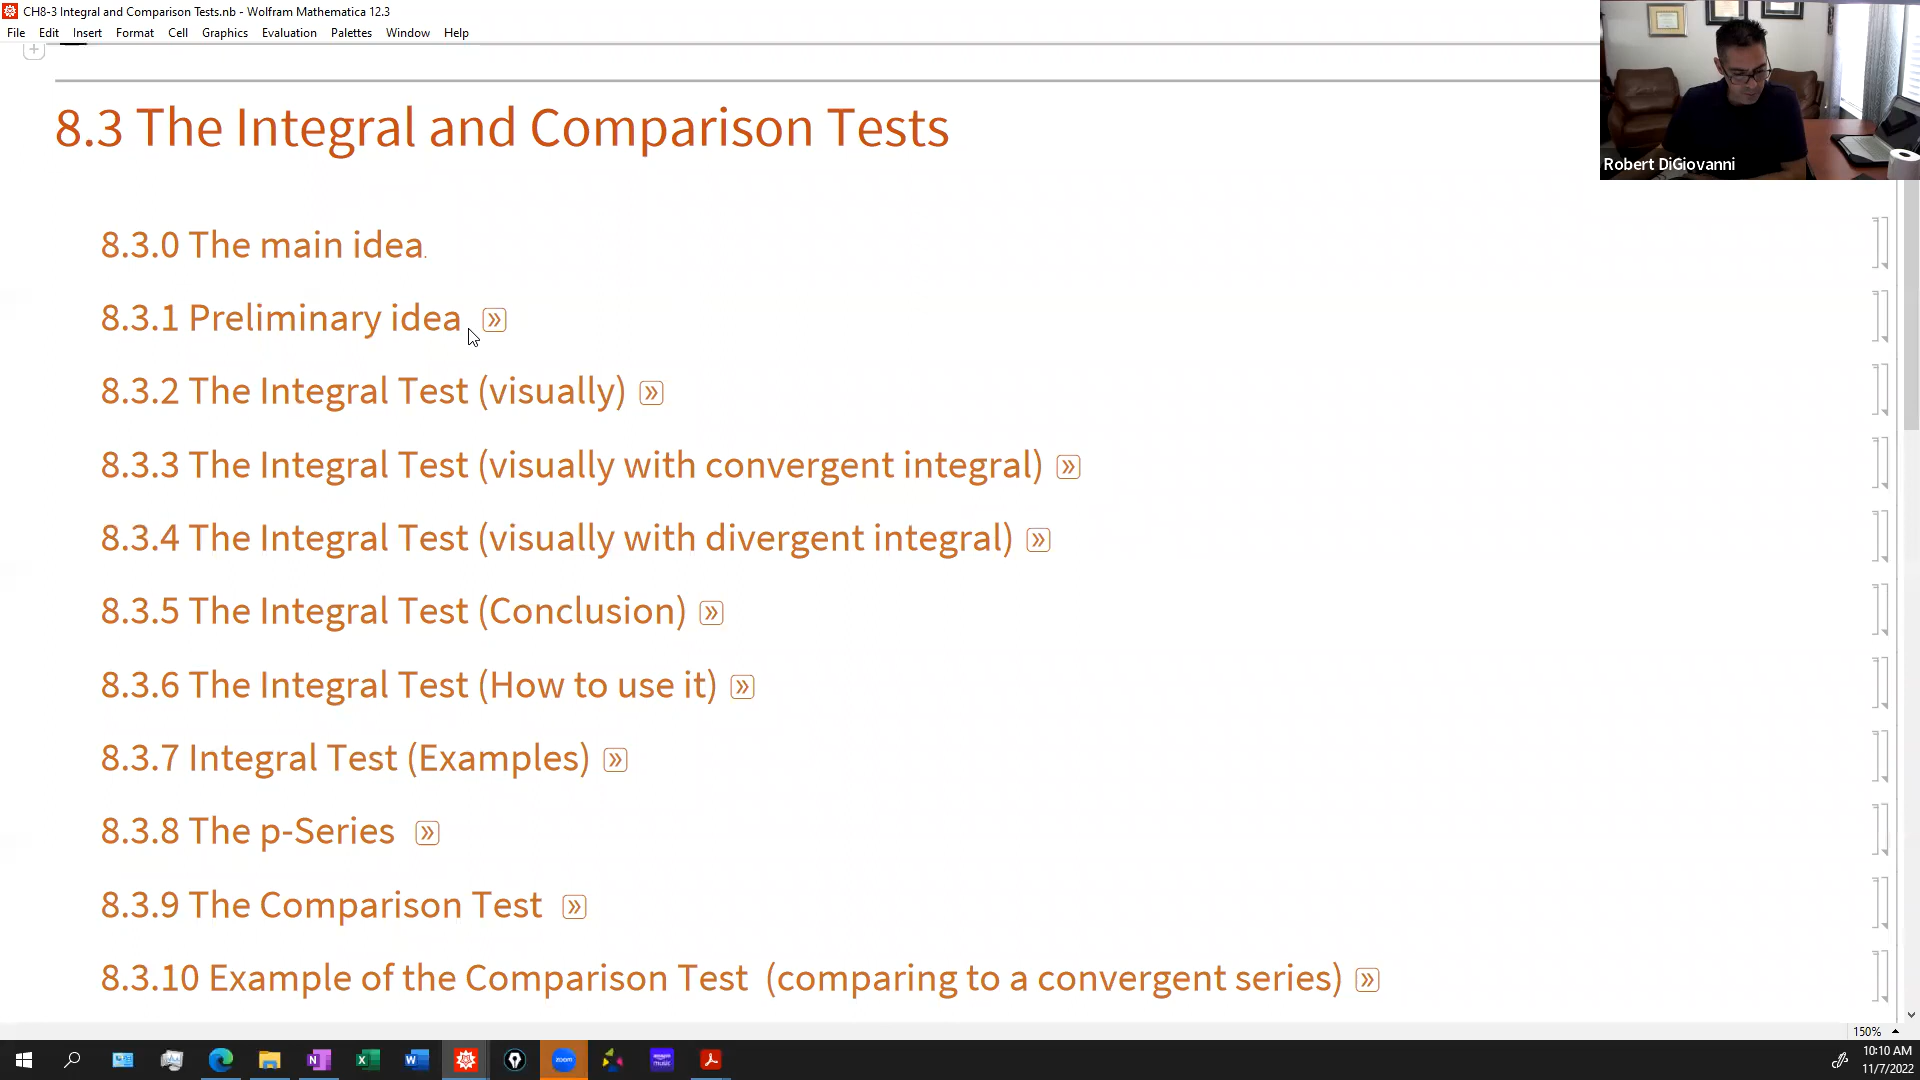 CH8-3 Integral and Comparison Tests.nb - Wolfram Mathematica 12.3
File Edit Insert Format Cell Graphics Evaluation Palettes Window Help
8.3 The Integral and Comparison Tests
Robert DiGiovanni
8.3.0 The main idea.
8.3.1 Preliminary idea »
8.3.2 The Integral Test (visually) »
8.3.3 The Integral Test (visually with convergent integral) »
8.3.4 The Integral Test (visually with divergent integral) »
8.3.5 The Integral Test (Conclusion) »
8.3.6 The Integral Test (How to use it) »
8.3.7 Integral Test (Examples) »
8.3.8 The p-Series »
8.3.9 The Comparison Test »
8.3.10 Example of the Comparison Test (comparing to a convergent series) »
150%
zoom
amazon music
10:10 AM
11/7/2022